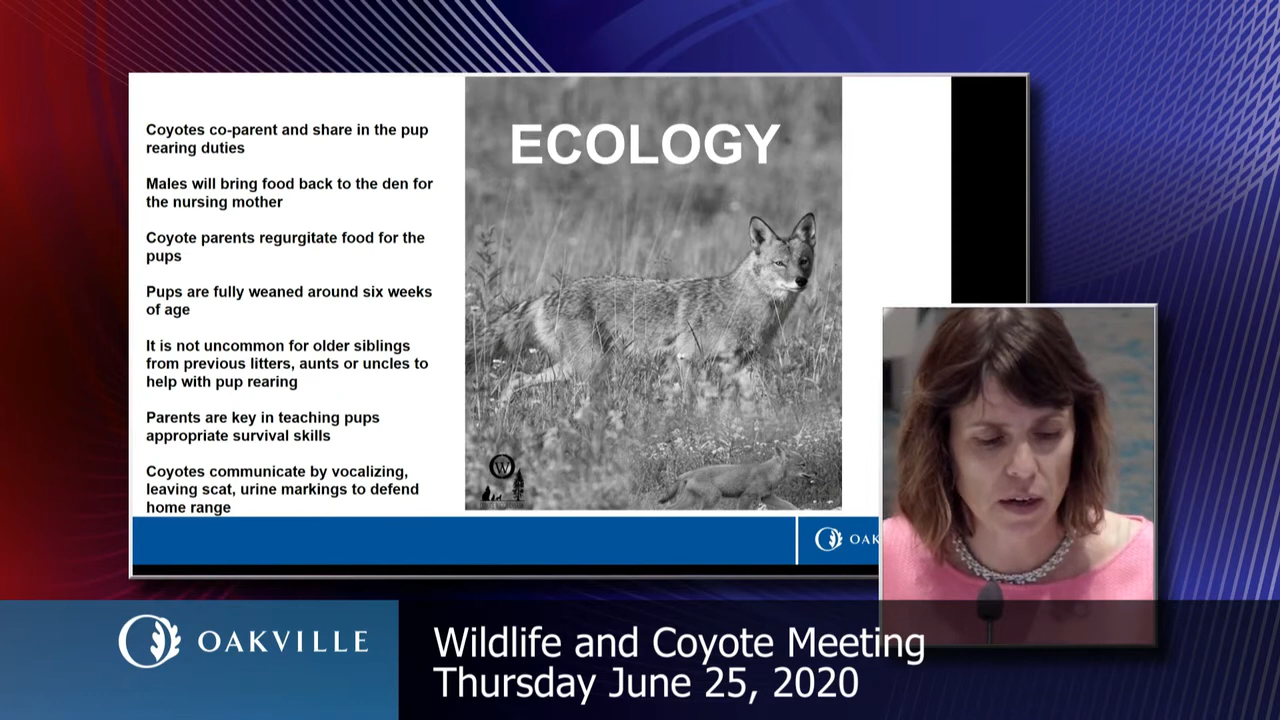 Coyotes co-parent and share in the pup
rearing duties
Males will bring food back to the den for
the nursing mother
Coyote parents regurgitate food for the
pups
Pups are fully weaned around six weeks
of age
It is not uncommon for older siblings
from previous litters, aunts or uncles to
help with pup rearing
Parents are key in teaching pups
appropriate survival skills
Coyotes communicate by vocalizing,
leaving scat, urine markings to defend
home range
ECOLOGY
W
OAK
OAKVILLE
Wildlife and Coyote Meeting
Thursday June 25, 2020